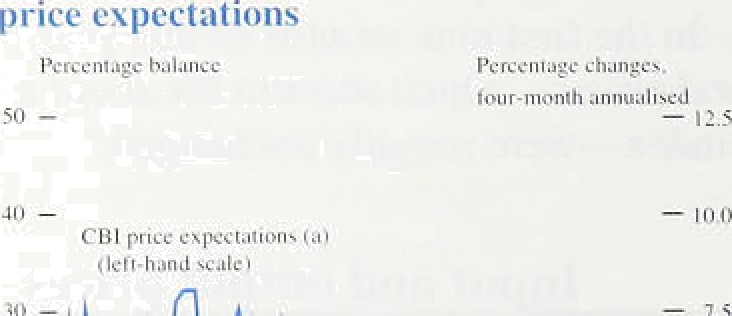 price expectations
Percentage balance
Percentage changes,
four-month annualised
50
12.5
40
10.0
CBI price expectations (a)
(left-hand scale)
30
7.5